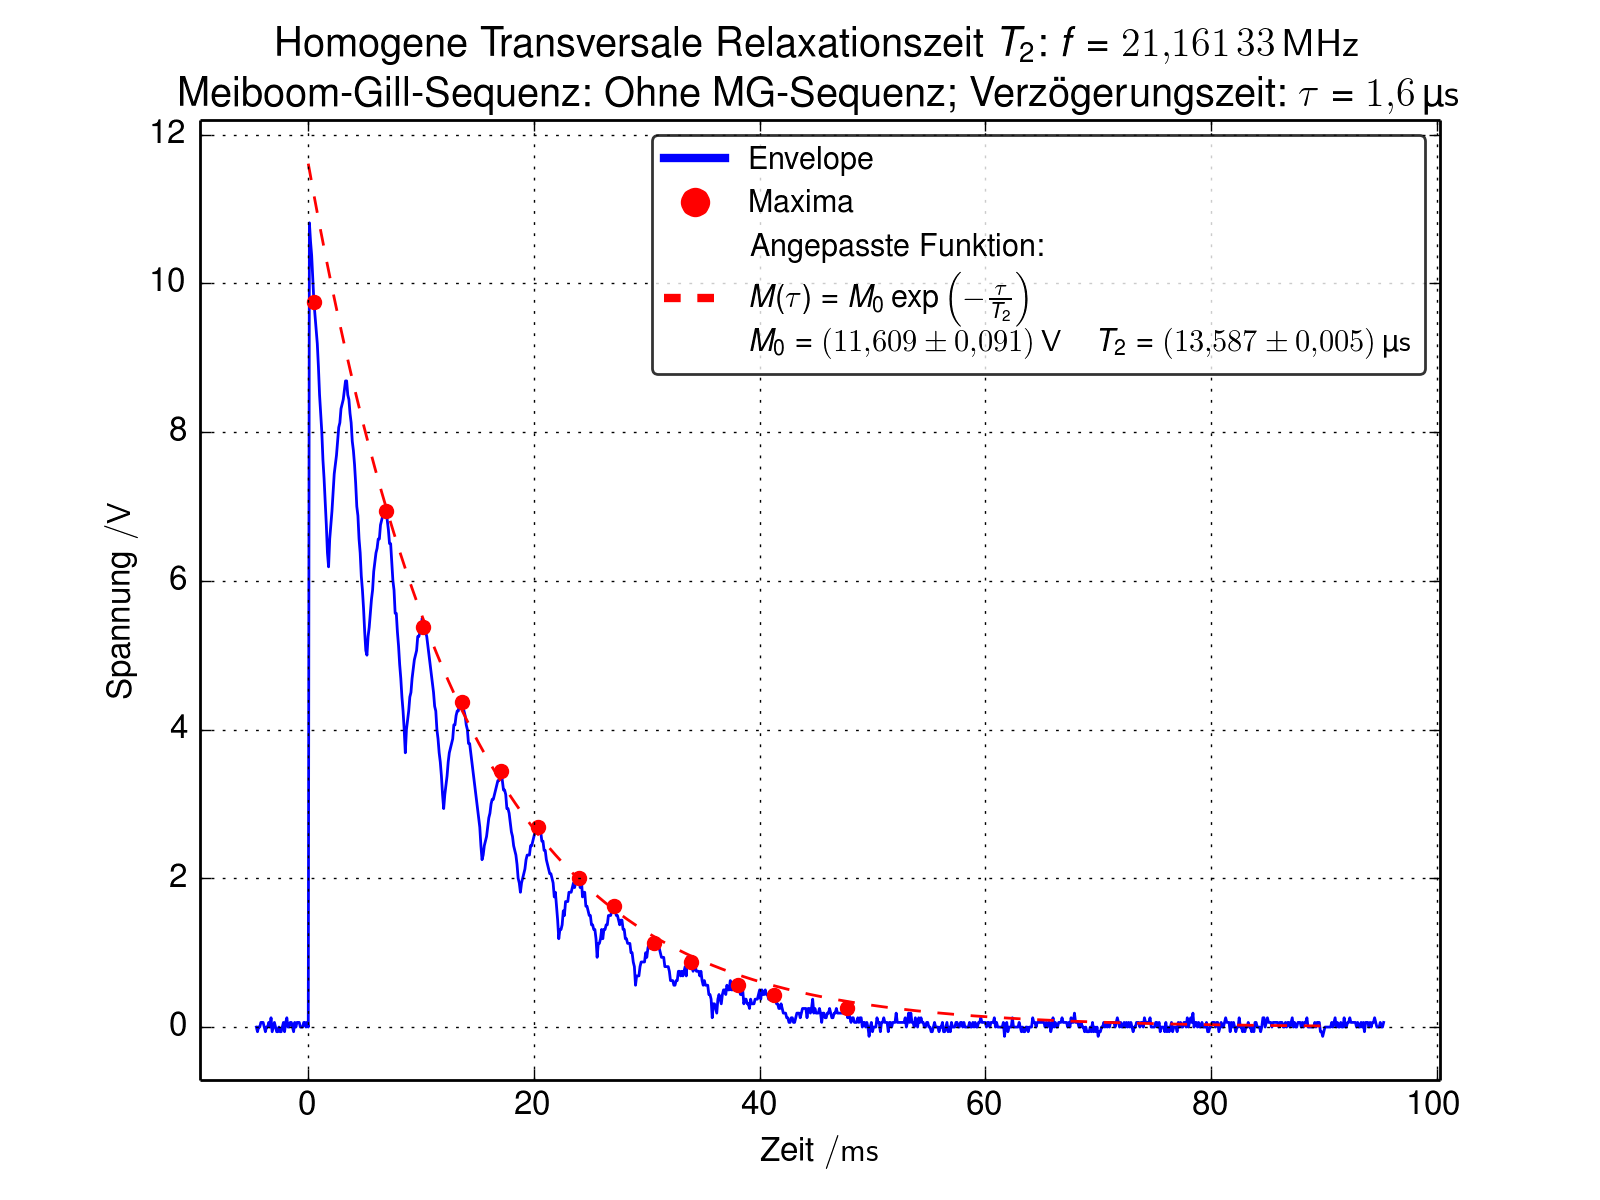 Homogene Transversale Relaxationszeit T₂: f = 21,161 33 MHz
Meiboom-Gill-Sequenz: Ohne MG-Sequenz; Verzögerungszeit: τ = 1,6 µs
Envelope
Maxima
Angepasste Funktion:
M(τ) = M₀ exp(−τ/T₂)
M₀ = (11,609 ± 0,091) V T₂ = (13,587 ± 0,005) µs
12
10
8
6
4
2
0
Spannung /V
0 20 40 60 80 100
Zeit /ms